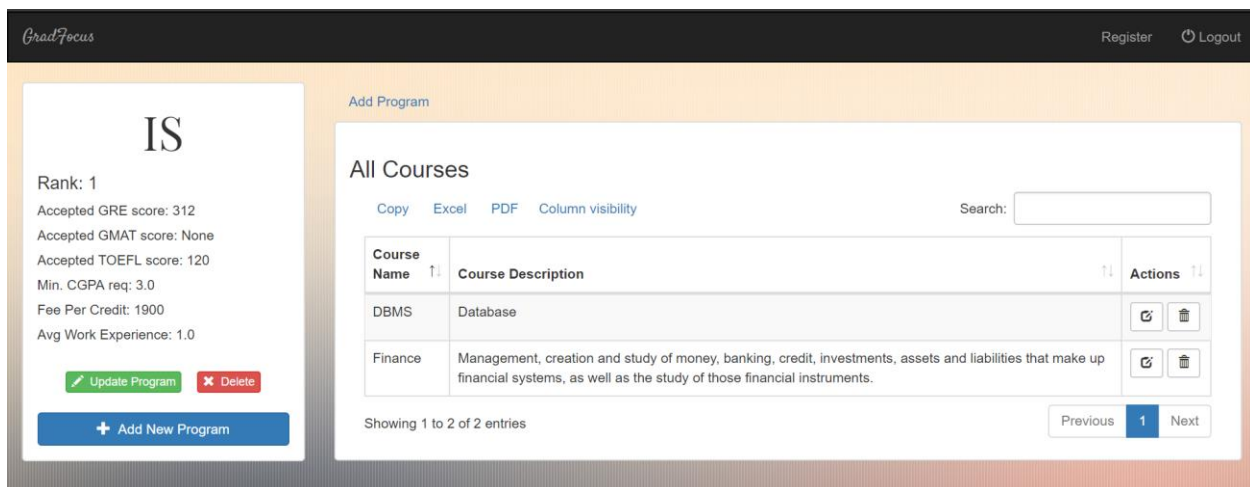 GradFocus
Register
Logout
IS
Rank: 1
Accepted GRE score: 312
Accepted GMAT score: None
Accepted TOEFL score: 120
Min. CGPA req: 3.0
Fee Per Credit: 1900
Avg Work Experience: 1.0
Update Program
Delete
Add New Program
Add Program
All Courses
Copy Excel PDF Column visibility
Search:
Course
Name
Course Description
Actions
DBMS
Database
Finance
Management, creation and study of money, banking, credit, investments, assets and liabilities that make up
financial systems, as well as the study of those financial instruments.
Showing 1 to 2 of 2 entries
Previous 1 Next